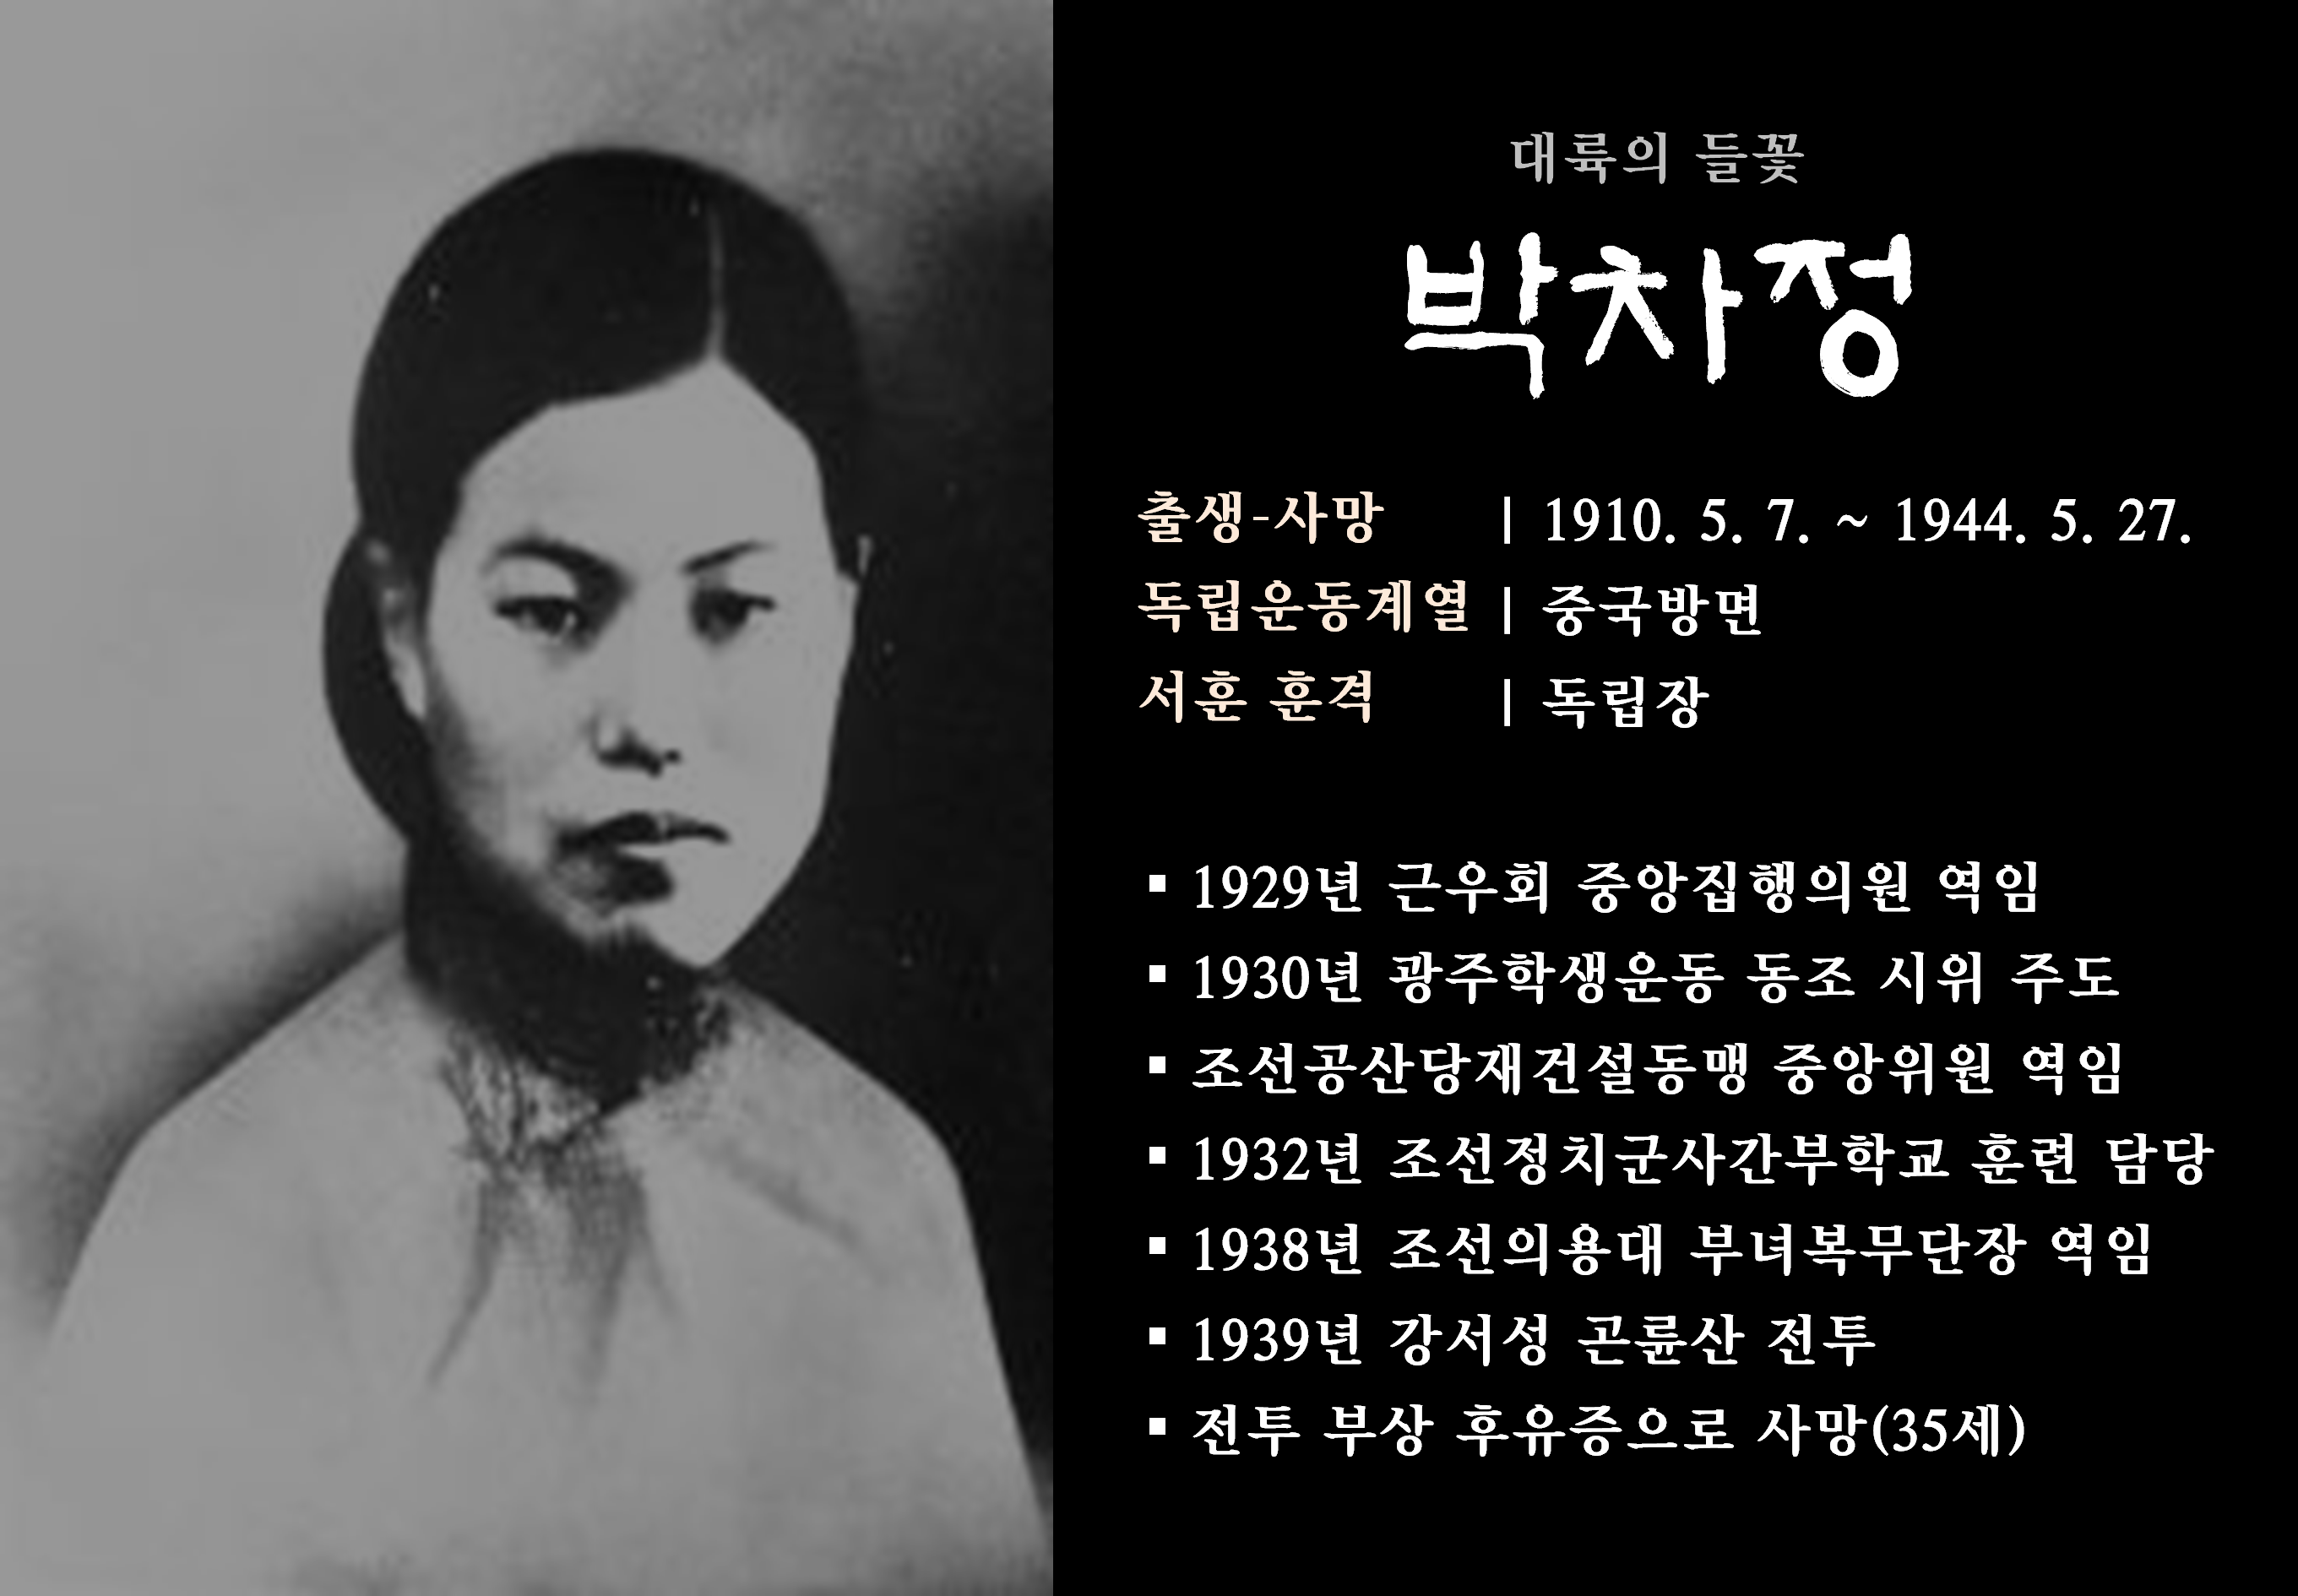 대륙의 들꽃
박차정
출생-사망 | 1910. 5. 7. ~ 1944. 5. 27.
독립운동계열 | 중국방면
서훈 훈격 | 독립장
▪ 1929년 근우회 중앙집행의원 역임
▪ 1930년 광주학생운동 동조 시위 주도
▪ 조선공산당재건설동맹 중앙위원 역임
▪ 1932년 조선정치군사간부학교 훈련 담당
▪ 1938년 조선의용대 부녀복무단장 역임
▪ 1939년 강서성 곤륜산 전투
▪ 전투 부상 후유증으로 사망(35세)